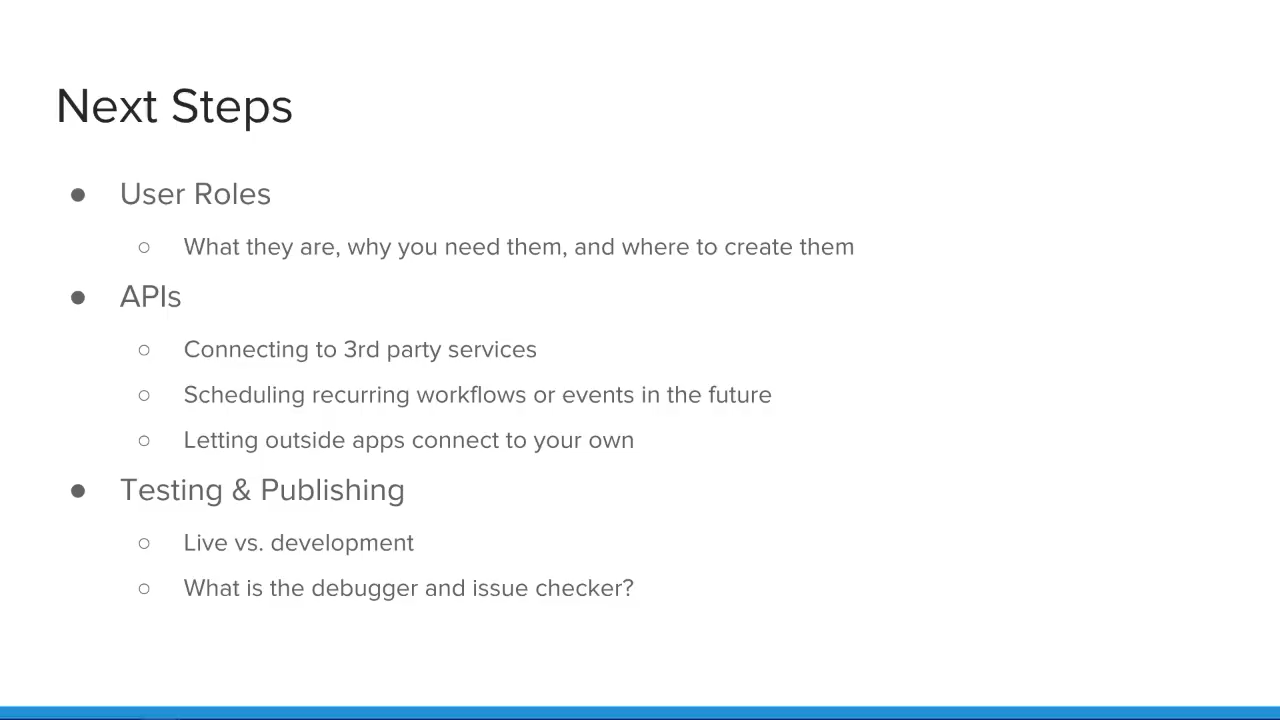 Next Steps
● User Roles
○ What they are, why you need them, and where to create them
● APIs
○ Connecting to 3rd party services
○ Scheduling recurring workflows or events in the future
○ Letting outside apps connect to your own
● Testing & Publishing
○ Live vs. development
○ What is the debugger and issue checker?